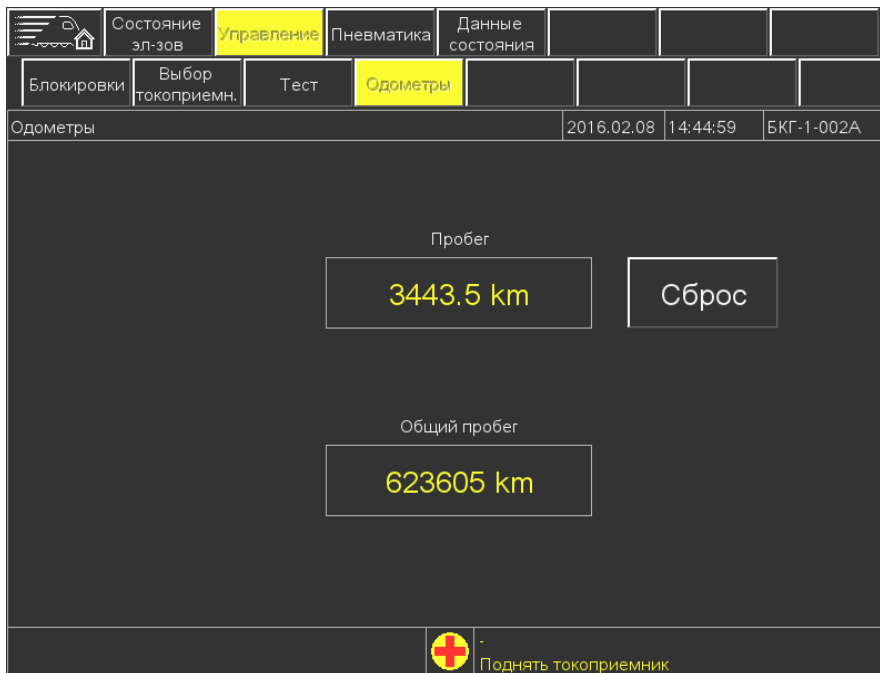 Состояние
эл-зов
Управление
Пневматика
Данные
состояния
Блокировки
Выбор
токоприемн.
Тест
Одометры
Одометры
2016.02.08
14:44:59
БКГ-1-002А
Пробег
3443.5 km
Сброс
Общий пробег
623605 km
-
Поднять токоприемник